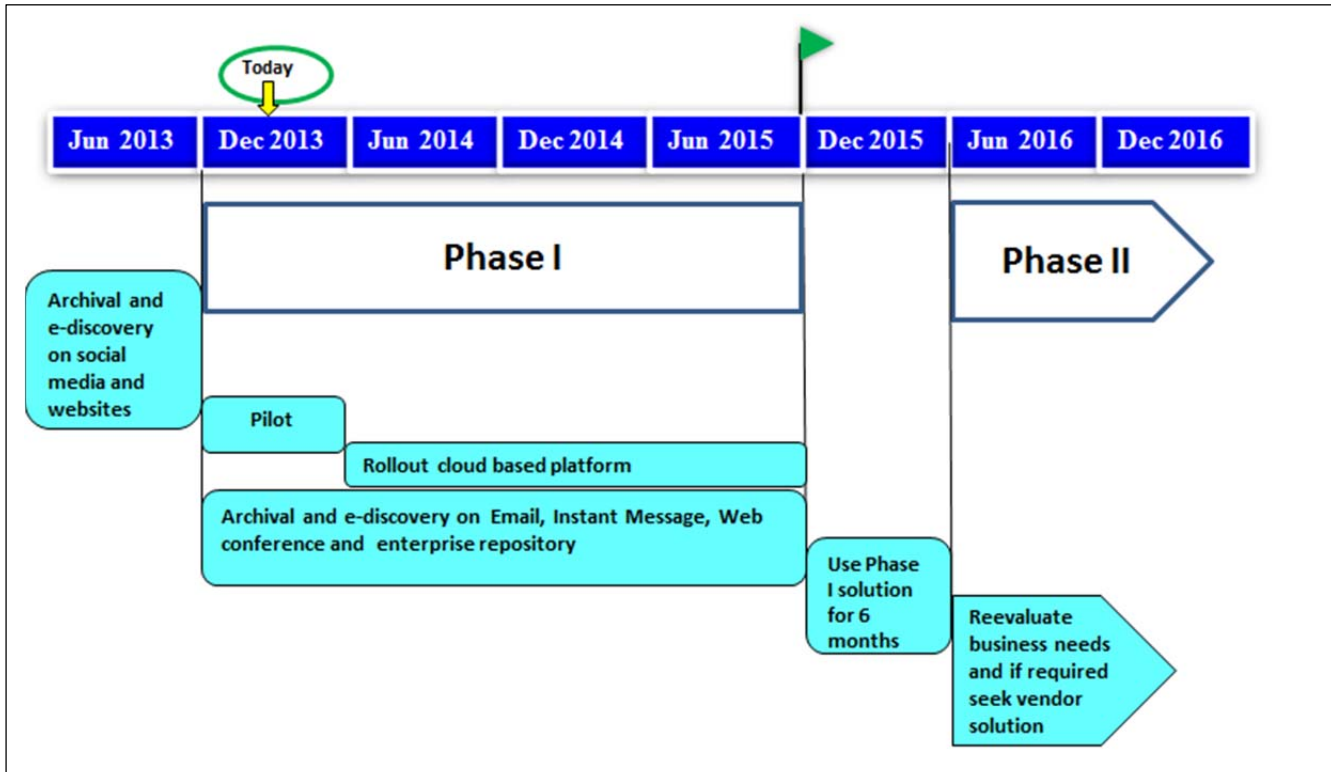 Today
Jun 2013
Dec 2013
Jun 2014
Dec 2014
Jun 2015
Dec 2015
Jun 2016
Dec 2016
Phase I
Phase II
Archival and
e-discovery
on social
media and
websites
Pilot
Rollout cloud based platform
Archival and e-discovery on Email, Instant Message, Web
conference and enterprise repository
Use Phase
I solution
for 6
months
Reevaluate
business needs
and if required
seek vendor
solution